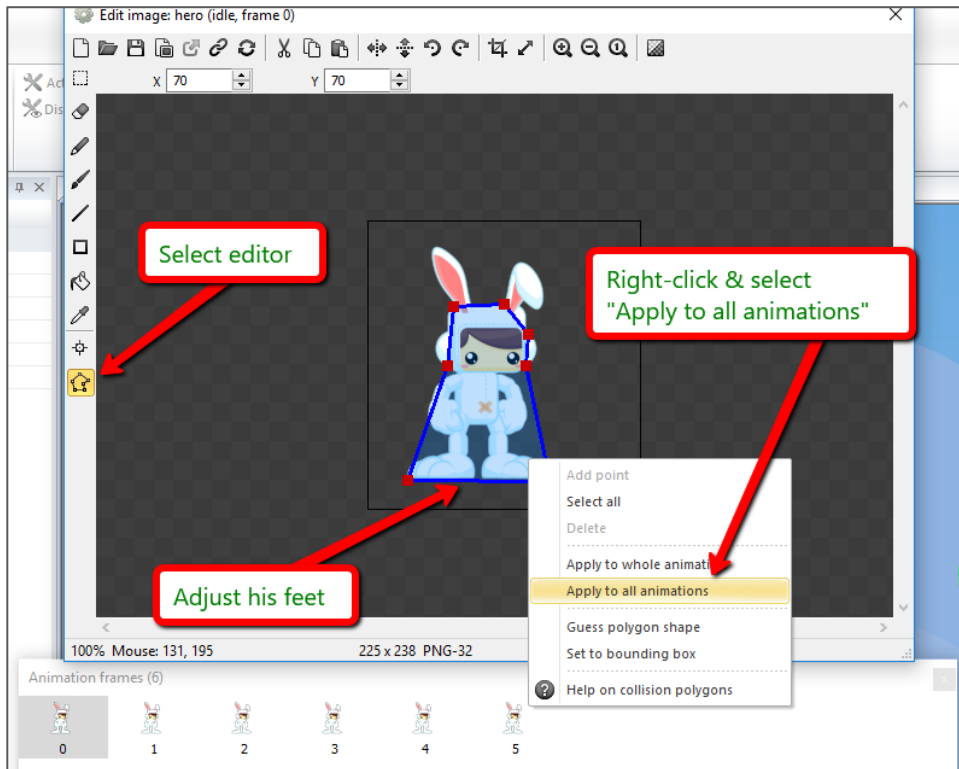 Edit image: hero (idle, frame 0)
X 70 Y 70
Act
Dis
Select editor
Right-click & select
"Apply to all animations"
Add point
Select all
Delete
Adjust his feet
Apply to whole animati
Apply to all animations
Guess polygon shape
Set to bounding box
Help on collision polygons
100% Mouse: 131, 195 225 x 238 PNG-32
Animation frames (6)
0 1 2 3 4 5